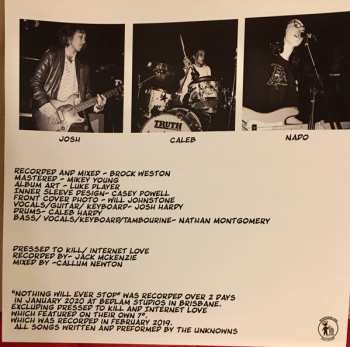 JOSH
CALEB
NADO
TRUTH
RECORDED AND MIXED - BROCK WESTON
MASTERED - MIKEY YOUNG
ALBUM ART - LUKE PLAYER
INNER SLEEVE DESIGN- CASEY POWELL
FRONT COVER PHOTO - WILL JOHNSTONE
VOCALS/GUITAR/ KEYBOARD- JOSH HARDY
DRUMS- CALEB HARDY
BASS/ VOCALS/KEYBOARD/TAMBOURINE- NATHAN MONTGOMERY
DRESSED TO KILL/ INTERNET LOVE
RECORDED BY- JACK MCKENZIE
MIXED BY -CALLUM NEWTON
"NOTHING WILL EVER STOP" WAS RECORDED OVER 2 DAYS
IN JANUARY 2020 AT BEDLAM STUDIOS IN BRISBANE.
EXCLUDING DRESSED TO KILL AND INTERNET LOVE
WHICH FEATURED ON THEIR OWN 7".
WHICH WAS RECORDED IN FEBRUARY 2019.
ALL SONGS WRITTEN AND PREFORMED BY THE UNKNOWNS